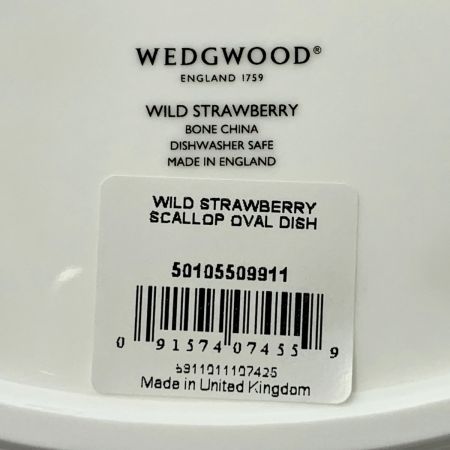 WEDGWOOD®
ENGLAND 1759
WILD STRAWBERRY
BONE CHINA
DISHWASHER SAFE
MADE IN ENGLAND
WILD STRAWBERRY
SCALLOP OVAL DISH
50105509911
0 91574 07455 9
5911011107425
Made in United Kingdom